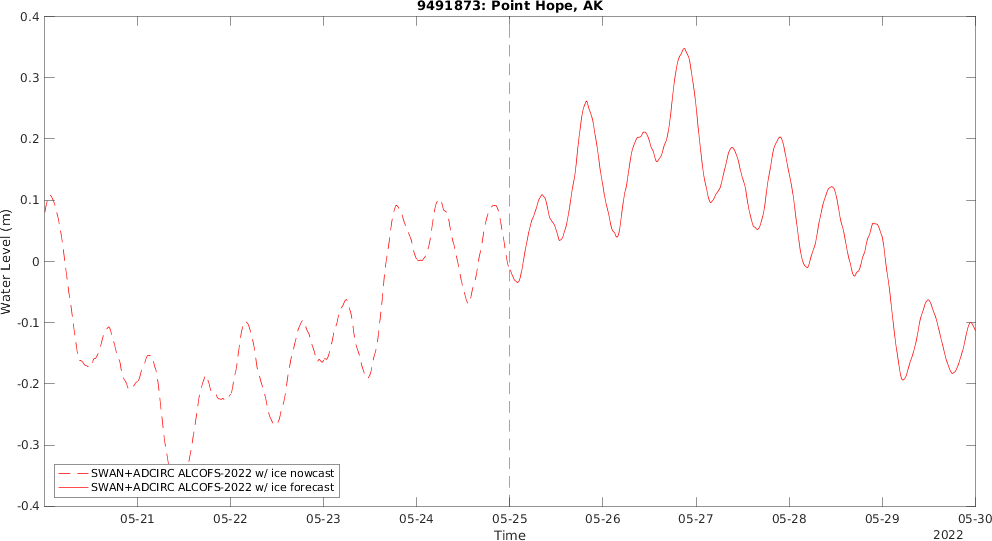 9491873: Point Hope, AK
0.4
0.3
0.2
0.1
0
-0.1
-0.2
-0.3
-0.4
Water Level (m)
SWAN+ADCIRC ALCOFS-2022 w/ ice nowcast
SWAN+ADCIRC ALCOFS-2022 w/ ice forecast
05-21 05-22 05-23 05-24 05-25 05-26 05-27 05-28 05-29 05-30
Time
2022